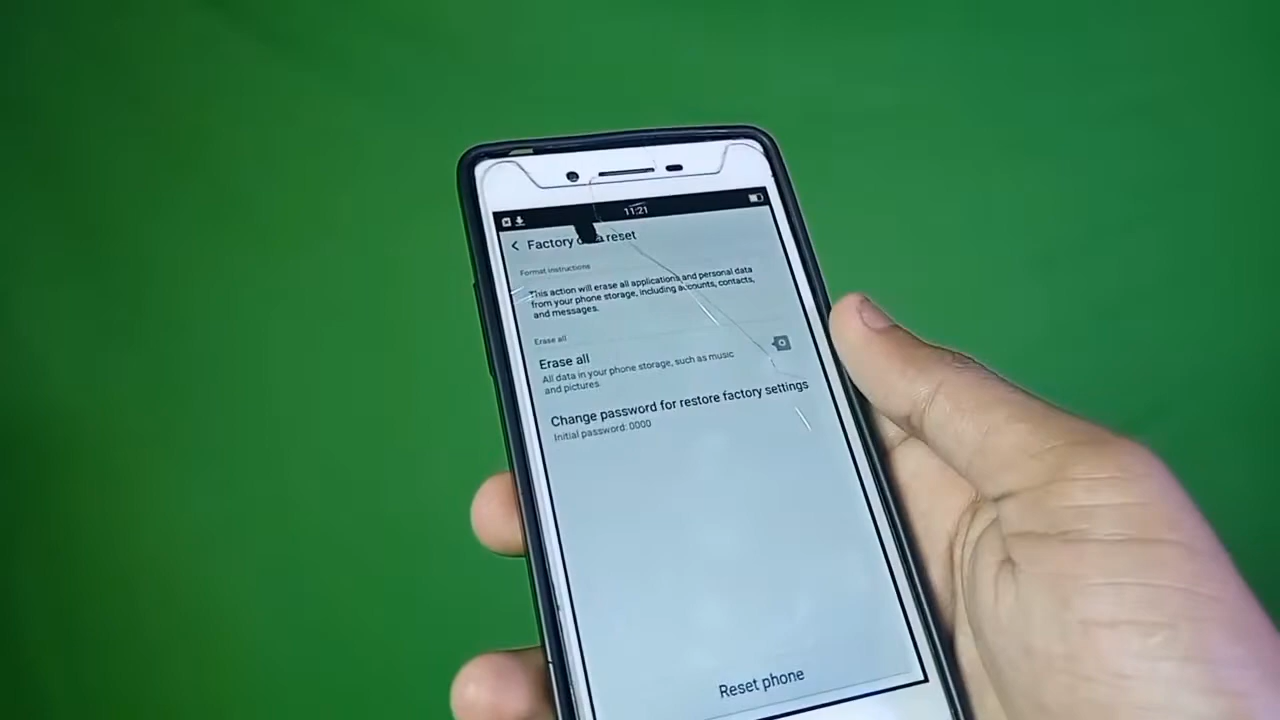 11:21
Factory reset
Format instructions
This action will erase all applications and personal data
from your phone storage, including accounts, contacts,
and messages.
Erase all
Erase all
All data in your phone storage, such as music
and pictures.
Change password for restore factory settings
Initial password: 0000
Reset phone